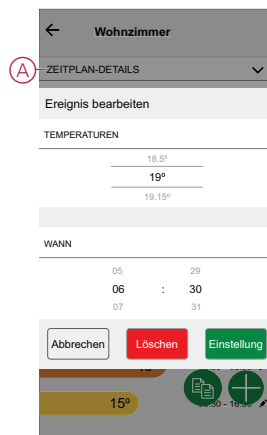 Wohnzimmer
A ZEITPLAN-DETAILS
Ereignis bearbeiten
TEMPERATUREN
18.5°
19°
19.15°
WANN
05 29
06 : 30
07 31
Abbrechen Löschen Einstellung
15°